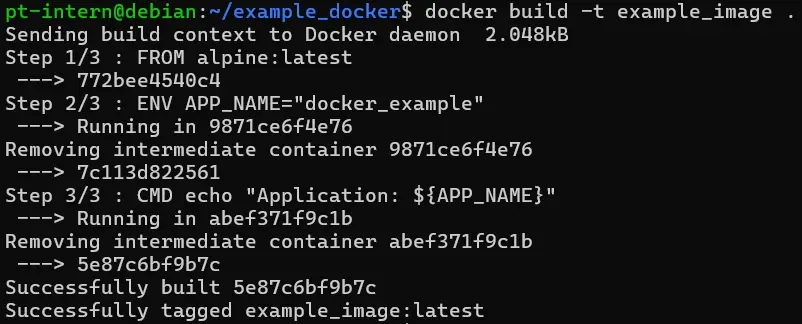 pt-intern@debian:~/example_docker$ docker build -t example_image .
Sending build context to Docker daemon  2.048kB
Step 1/3 : FROM alpine:latest
 ---> 772bee4540c4
Step 2/3 : ENV APP_NAME="docker_example"
 ---> Running in 9871ce6f4e76
Removing intermediate container 9871ce6f4e76
 ---> 7c113d822561
Step 3/3 : CMD echo "Application: ${APP_NAME}"
 ---> Running in abef371f9c1b
Removing intermediate container abef371f9c1b
 ---> 5e87c6bf9b7c
Successfully built 5e87c6bf9b7c
Successfully tagged example_image:latest